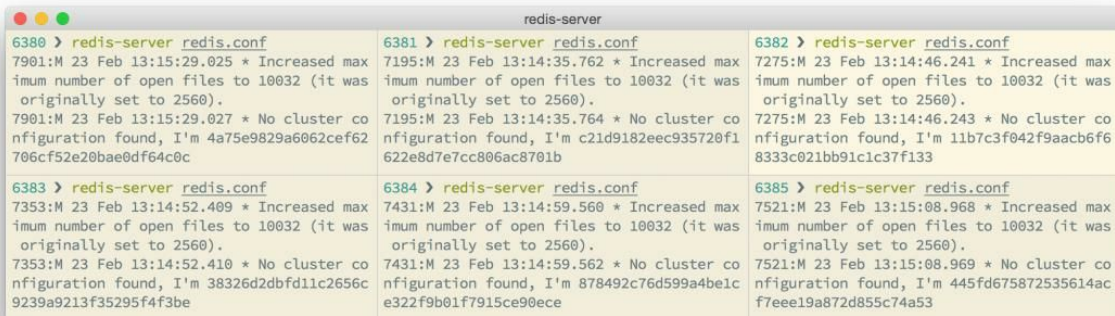 redis-server
6380 ❯ redis-server redis.conf
7901:M 23 Feb 13:15:29.025 * Increased max
imum number of open files to 10032 (it was
originally set to 2560).
7901:M 23 Feb 13:15:29.027 * No cluster co
nfiguration found, I'm 4a75e9829a6062cef62
706cf52e20bae0df64c0c
6381 ❯ redis-server redis.conf
7195:M 23 Feb 13:14:35.762 * Increased max
imum number of open files to 10032 (it was
originally set to 2560).
7195:M 23 Feb 13:14:35.764 * No cluster co
nfiguration found, I'm c21d9182eec935720f1
622e8d7e7cc806ac8701b
6382 ❯ redis-server redis.conf
7275:M 23 Feb 13:14:46.241 * Increased max
imum number of open files to 10032 (it was
originally set to 2560).
7275:M 23 Feb 13:14:46.243 * No cluster co
nfiguration found, I'm 11b7c3f042f9aacb6f6
8333c021bb91c1c37f133
6383 ❯ redis-server redis.conf
7353:M 23 Feb 13:14:52.409 * Increased max
imum number of open files to 10032 (it was
originally set to 2560).
7353:M 23 Feb 13:14:52.410 * No cluster co
nfiguration found, I'm 38326d2dbfd11c2656c
9239a9213f35295f4f3be
6384 ❯ redis-server redis.conf
7431:M 23 Feb 13:14:59.560 * Increased max
imum number of open files to 10032 (it was
originally set to 2560).
7431:M 23 Feb 13:14:59.562 * No cluster co
nfiguration found, I'm 878492c76d599a4be1c
e322f9b01f7915ce90ece
6385 ❯ redis-server redis.conf
7521:M 23 Feb 13:15:08.968 * Increased max
imum number of open files to 10032 (it was
originally set to 2560).
7521:M 23 Feb 13:15:08.969 * No cluster co
nfiguration found, I'm 445fd675872535614ac
f7eee19a872d855c74a53